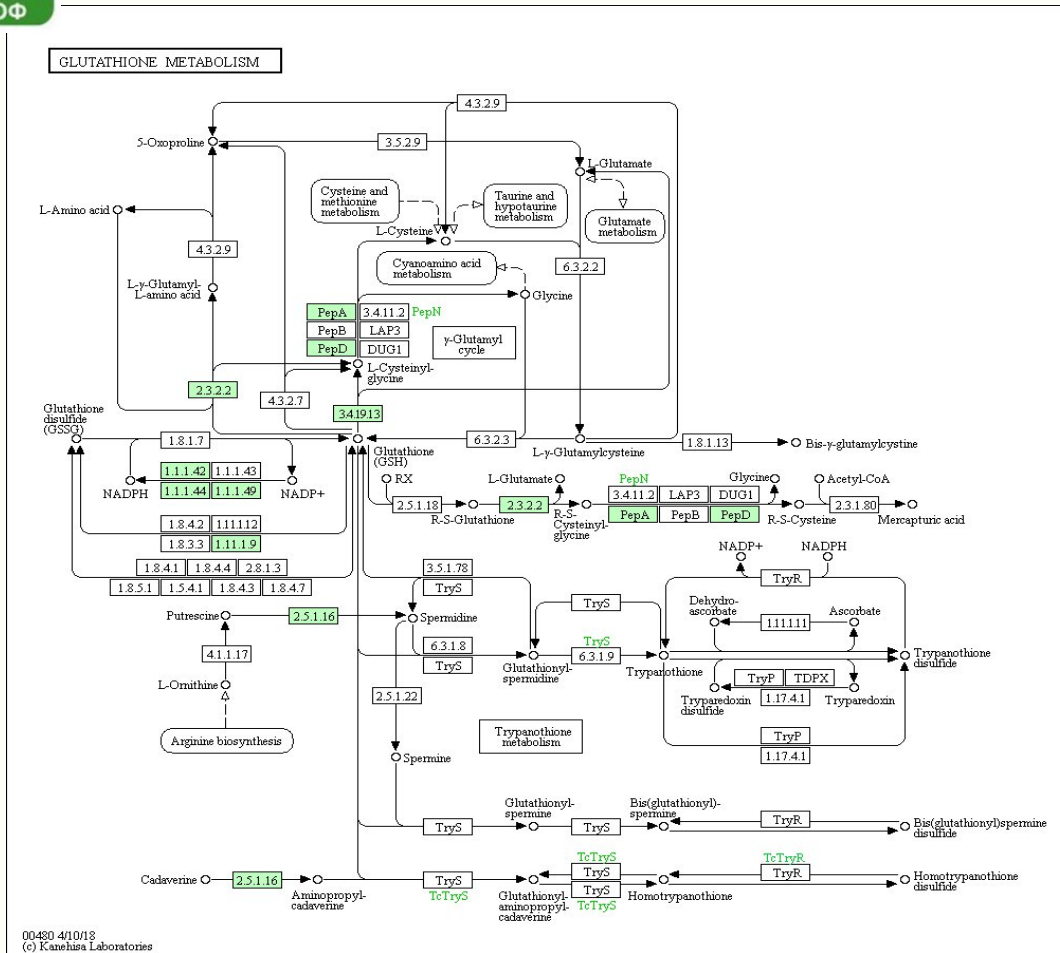 ОФ
GLUTATHIONE METABOLISM
4.3.2.9
5-Oxoproline
3.5.2.9
L-Glutamate
Cysteine and
methionine
metabolism
Taurine and
hypotaurine
metabolism
Glutamate
metabolism
L-Amino acid
L-Cysteine
4.3.2.9
Cyanoamino acid
metabolism
6.3.2.2
L-γ-Glutamyl-
L-amino acid
Glycine
PepA
3.4.11.2
PepN
PepB
LAP3
PepD
DUG1
γ-Glutamyl
cycle
L-Cysteinyl-
glycine
2.3.2.2
4.3.2.7
3.4.19.13
Glutathione
disulfide
(GSSG)
1.8.1.7
Glutathione
(GSH)
6.3.2.3
L-γ-Glutamylcysteine
1.8.1.13
Bis-γ-glutamylcystine
1.1.1.42
1.1.1.43
NADPH
1.1.1.44
1.1.1.49
NADP+
RX
L-Glutamate
PepN
Glycine
Acetyl-CoA
2.5.1.18
R-S-Glutathione
2.3.2.2
R-S-
Cysteinyl-
glycine
3.4.11.2
LAP3
DUG1
PepA
PepB
PepD
R-S-Cysteine
2.3.1.80
Mercapturic acid
1.8.4.2
1.11.1.12
1.8.3.3
1.11.1.9
1.8.4.1
1.8.4.4
2.8.1.3
1.8.5.1
1.5.4.1
1.8.4.3
1.8.4.7
NADP+
NADPH
3.5.1.78
TryS
TryR
Putrescine
2.5.1.16
Spermidine
TryS
Dehydro-
ascorbate
Ascorbate
1.11.1.11
4.1.1.17
6.3.1.8
TryS
Glutathionyl-
spermidine
TryS
6.3.1.9
Trypanothione
Trypanothione
disulfide
L-Ornithine
2.5.1.22
TryP
TDPX
1.17.4.1
Tryparedoxin
disulfide
Tryparedoxin
Arginine biosynthesis
Trypanothione
metabolism
TryP
1.17.4.1
Spermine
Glutathionyl-
spermine
Bis(glutathionyl)-
spermine
TryS
TryS
TryR
Bis(glutathionyl)spermine
disulfide
Cadaverine
2.5.1.16
Aminopropyl-
cadaverine
TryS
TcTryS
Glutathionyl-
aminopropyl-
cadaverine
TcTryS
TryS
TryS
TcTryS
Homotrypanothione
TcTryR
TryR
Homotrypanothione
disulfide
00480 4/10/18
(c) Kanehisa Laboratories